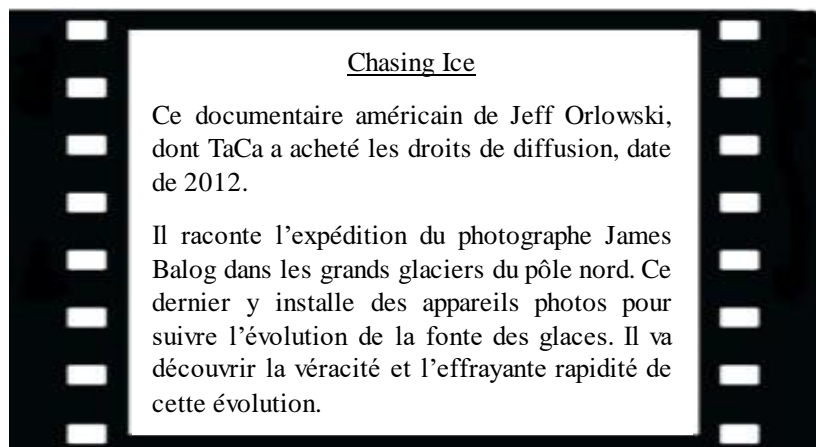 Chasing Ice
Ce documentaire américain de Jeff Orlowski,
dont TaCa a acheté les droits de diffusion, date
de 2012.
Il raconte l’expédition du photographe James
Balog dans les grands glaciers du pôle nord. Ce
dernier y installe des appareils photos pour
suivre l’évolution de la fonte des glaces. Il va
découvrir la véracité et l’effrayante rapidité de
cette évolution.